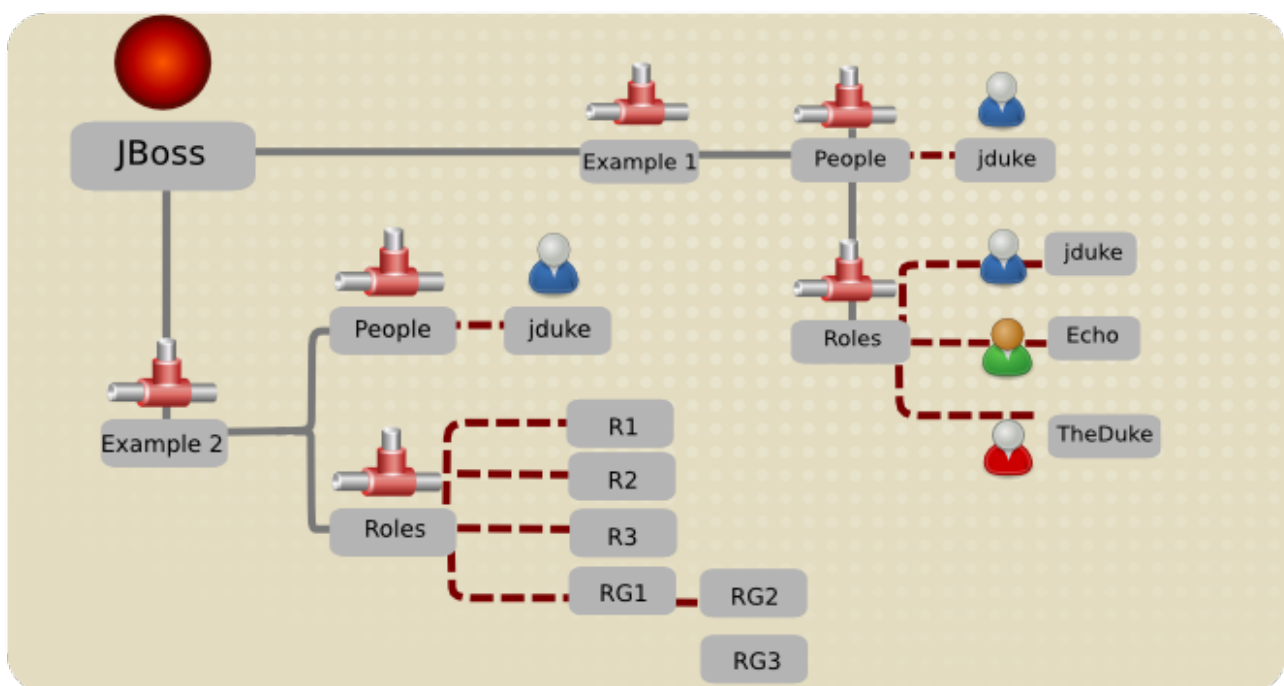 JBoss
Example 1
People
jduke
jduke
Roles
Echo
TheDuke
People
jduke
Example 2
Roles
R1
R2
R3
RG1
RG2
RG3